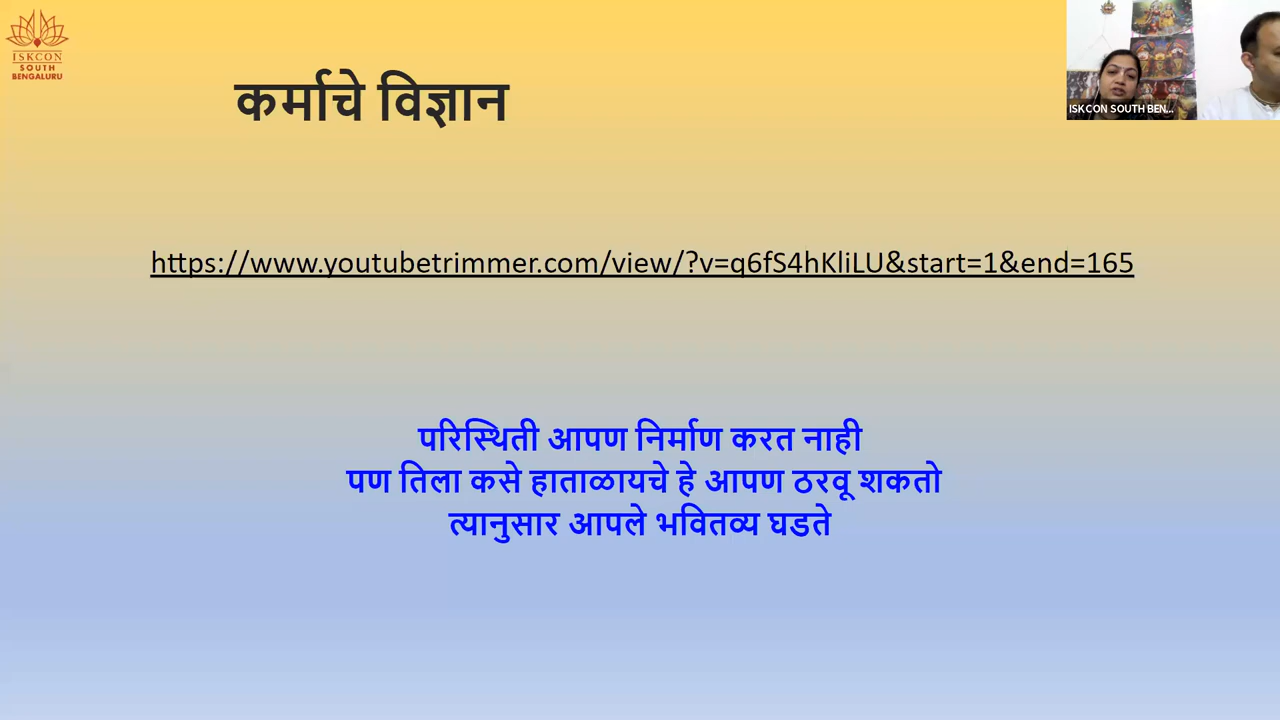 ISKCON
SOUTH
BENGALURU
कर्माचे विज्ञान
ISKCON SOUTH BEN...
https://www.youtubetrimmer.com/view/?v=q6fS4hKliLU&start=1&end=165
परिस्थिती आपण निर्माण करत नाही
पण तिला कसे हाताळायचे हे आपण ठरवू शकतो
त्यानुसार आपले भवितव्य घडते